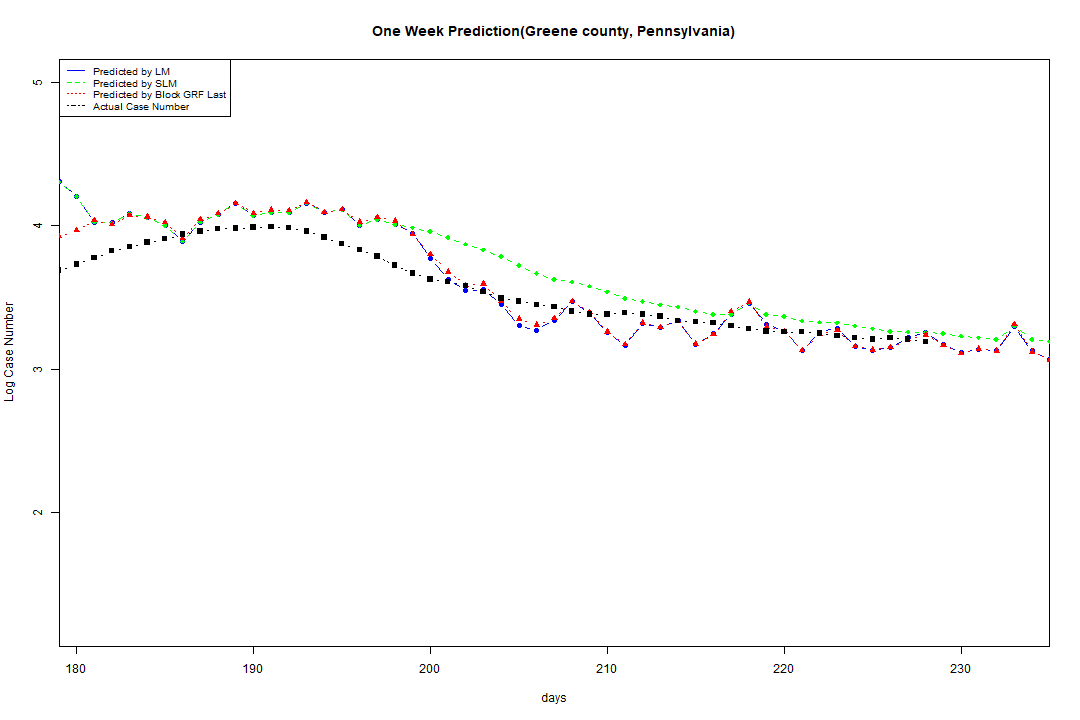 One Week Prediction(Greene county, Pennsylvania)
Predicted by LM
Predicted by SLM
Predicted by Block GRF Last
Actual Case Number
5
4
3
2
Log Case Number
180 190 200 210 220 230
days